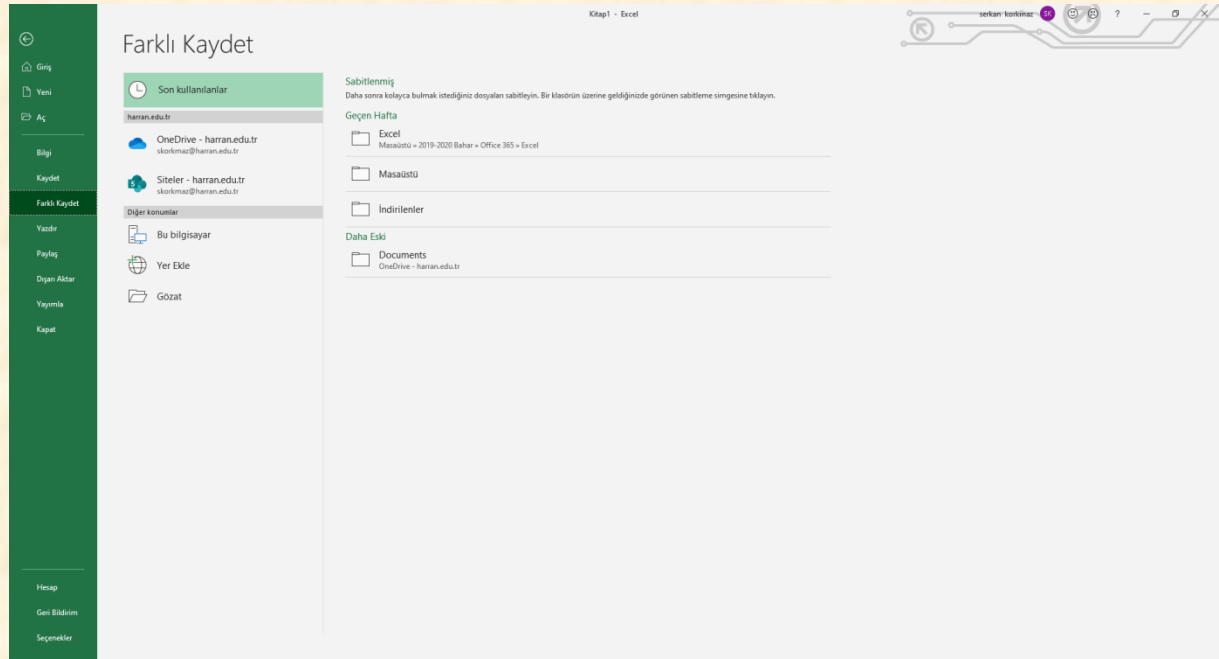 Kitap1 - Excel
serkan korkmaz SK ?
Farklı Kaydet
Giriş
Yeni
Aç
Bilgi
Kaydet
Farklı Kaydet
Yazdır
Paylaş
Dışarı Aktar
Yayımla
Kapat
Hesap
Geri Bildirim
Seçenekler
Son kullanılanlar
harran.edu.tr
OneDrive - harran.edu.tr
skorkmaz@harran.edu.tr
Siteler - harran.edu.tr
skorkmaz@harran.edu.tr
Diğer konumlar
Bu bilgisayar
Yer Ekle
Gözat
Sabitlenmiş
Daha sonra kolayca bulmak istediğiniz dosyaları sabitleyin. Bir klasörün üzerine geldiğinizde görünen sabitleme simgesine tıklayın.
Geçen Hafta
Excel
Masaüstü » 2019-2020 Bahar » Office 365 » Excel
Masaüstü
İndirilenler
Daha Eski
Documents
OneDrive - harran.edu.tr